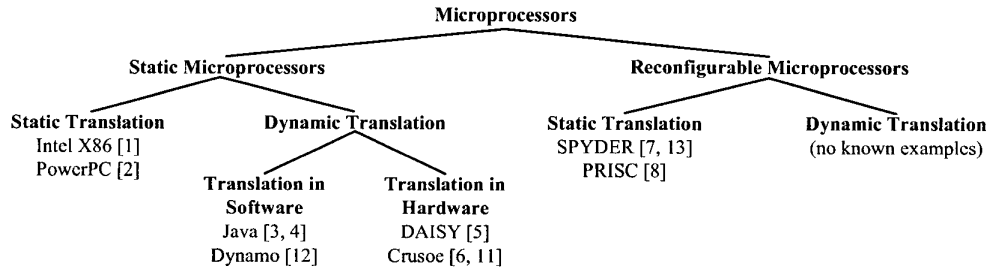 Microprocessors
Static Microprocessors
Reconfigurable Microprocessors
Static Translation
Intel X86 [1]
PowerPC [2]
Dynamic Translation
Translation in
Software
Java [3, 4]
Dynamo [12]
Translation in
Hardware
DAISY [5]
Crusoe [6, 11]
Static Translation
SPYDER [7, 13]
PRISC [8]
Dynamic Translation
(no known examples)